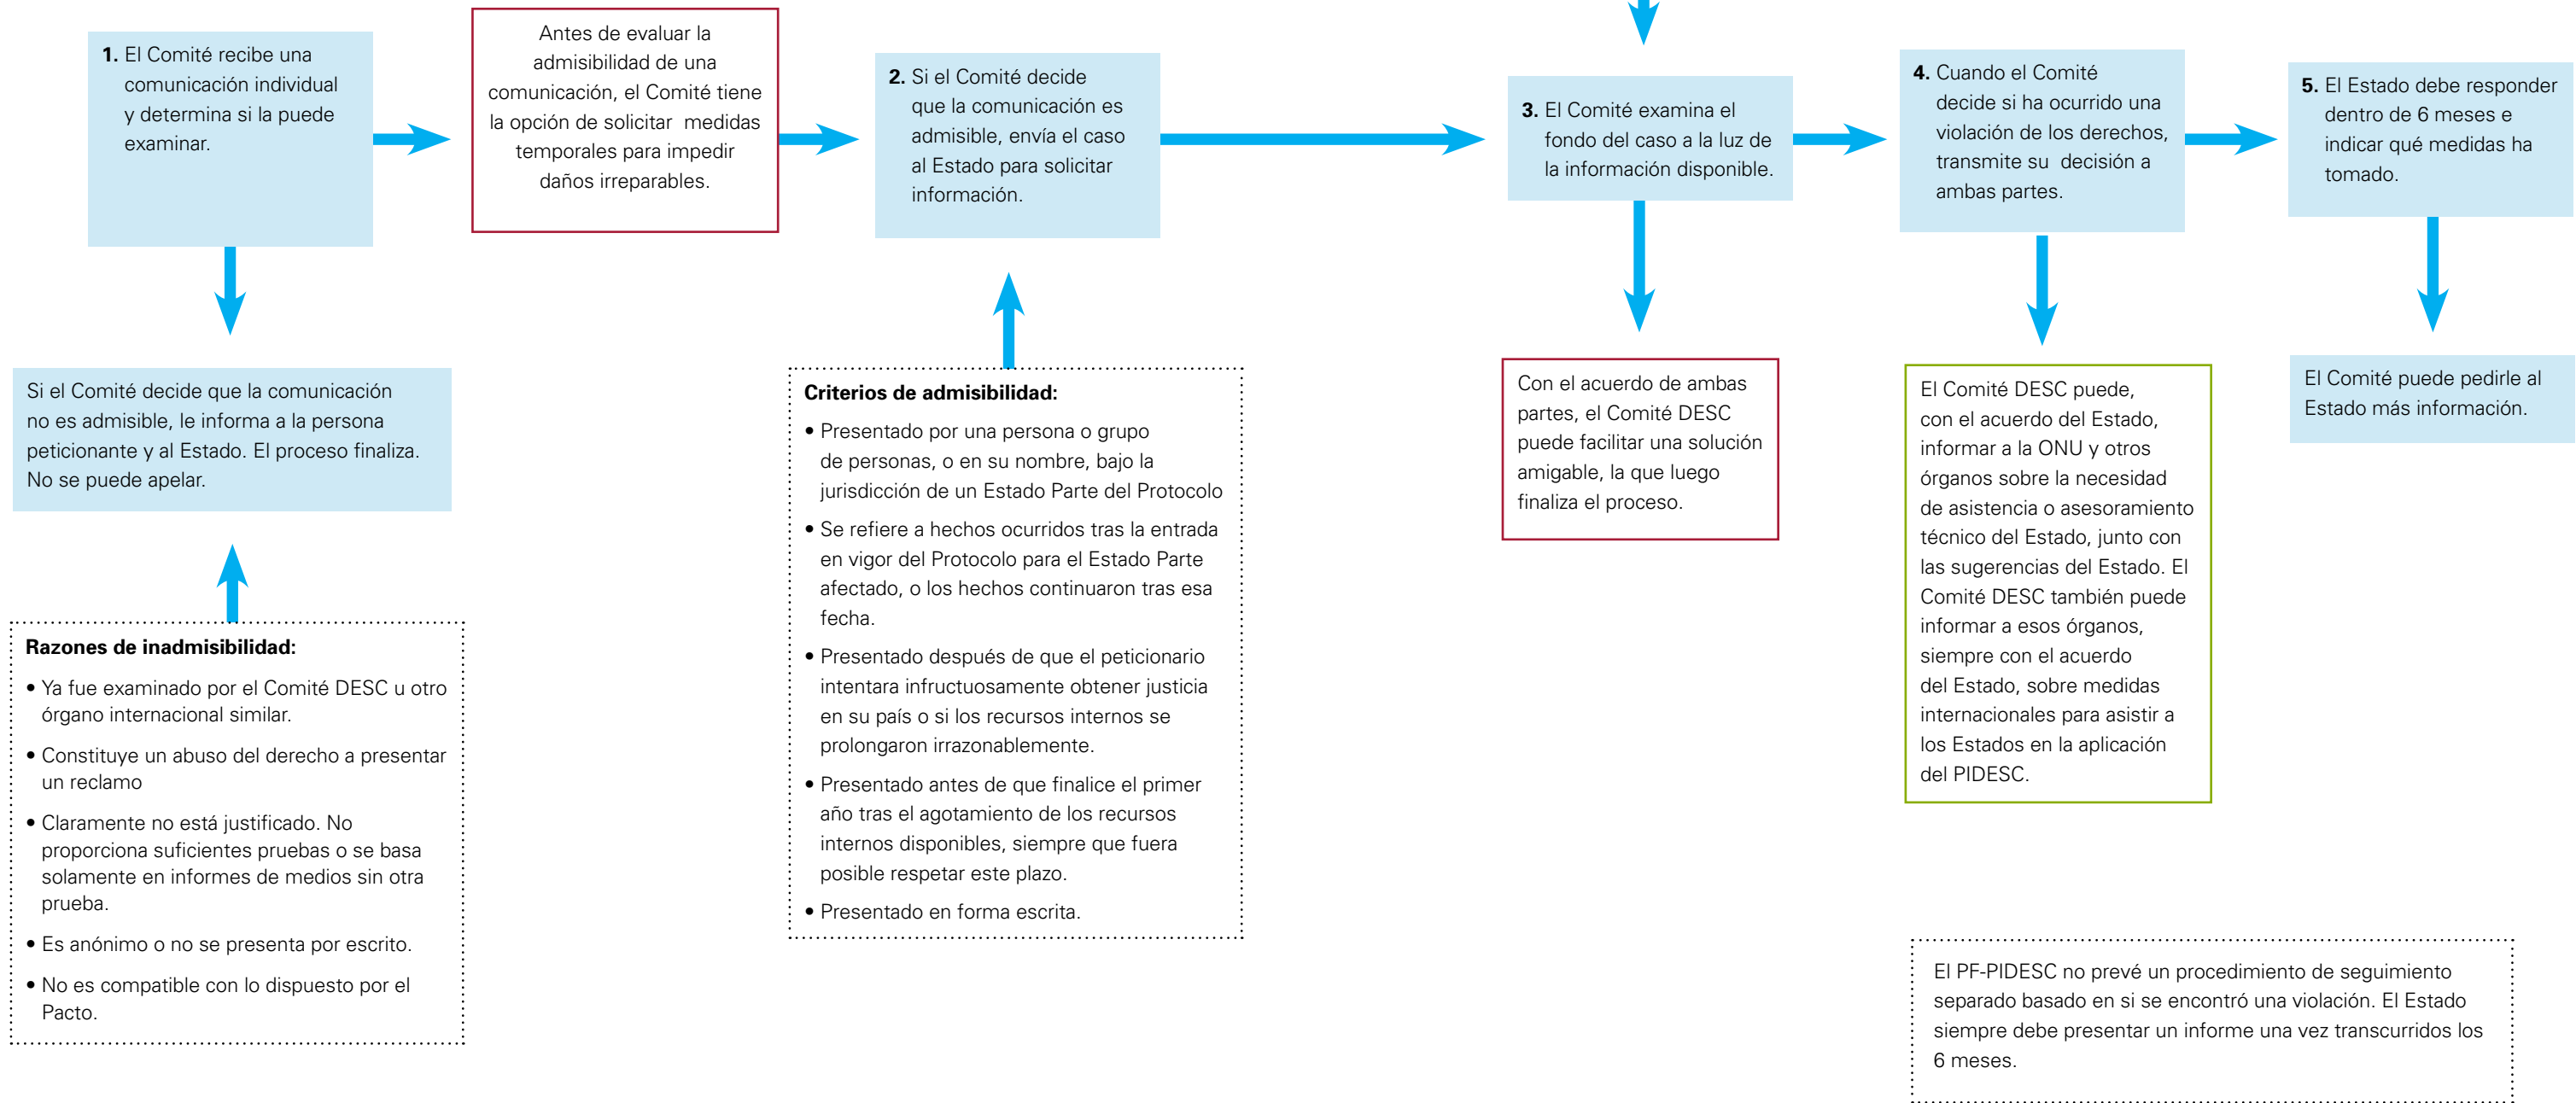 1. El Comité recibe una
comunicación individual
y determina si la puede
examinar.
Antes de evaluar la
admisibilidad de una
comunicación, el Comité tiene
la opción de solicitar medidas
temporales para impedir
daños irreparables.
2. Si el Comité decide
que la comunicación es
admisible, envía el caso
al Estado para solicitar
información.
3. El Comité examina el
fondo del caso a la luz de
la información disponible.
4. Cuando el Comité
decide si ha ocurrido una
violación de los derechos,
transmite su decisión a
ambas partes.
5. El Estado debe responder
dentro de 6 meses e
indicar qué medidas ha
tomado.
Si el Comité decide que la comunicación
no es admisible, le informa a la persona
peticionante y al Estado. El proceso finaliza.
No se puede apelar.
Razones de inadmisibilidad:
• Ya fue examinado por el Comité DESC u otro
órgano internacional similar.
• Constituye un abuso del derecho a presentar
un reclamo
• Claramente no está justificado. No
proporciona suficientes pruebas o se basa
solamente en informes de medios sin otra
prueba.
• Es anónimo o no se presenta por escrito.
• No es compatible con lo dispuesto por el
Pacto.
Criterios de admisibilidad:
• Presentado por una persona o grupo
de personas, o en su nombre, bajo la
jurisdicción de un Estado Parte del Protocolo
• Se refiere a hechos ocurridos tras la entrada
en vigor del Protocolo para el Estado Parte
afectado, o los hechos continuaron tras esa
fecha.
• Presentado después de que el peticionario
intentara infructuosamente obtener justicia
en su país o si los recursos internos se
prolongaron irrazonablemente.
• Presentado antes de que finalice el primer
año tras el agotamiento de los recursos
internos disponibles, siempre que fuera
posible respetar este plazo.
• Presentado en forma escrita.
Con el acuerdo de ambas
partes, el Comité DESC
puede facilitar una solución
amigable, la que luego
finaliza el proceso.
El Comité DESC puede,
con el acuerdo del Estado,
informar a la ONU y otros
órganos sobre la necesidad
de asistencia o asesoramiento
técnico del Estado, junto con
las sugerencias del Estado. El
Comité DESC también puede
informar a esos órganos,
siempre con el acuerdo
del Estado, sobre medidas
internacionales para asistir a
los Estados en la aplicación
del PIDESC.
El Comité puede pedirle al
Estado más información.
El PF-PIDESC no prevé un procedimiento de seguimiento
separado basado en si se encontró una violación. El Estado
siempre debe presentar un informe una vez transcurridos los
6 meses.